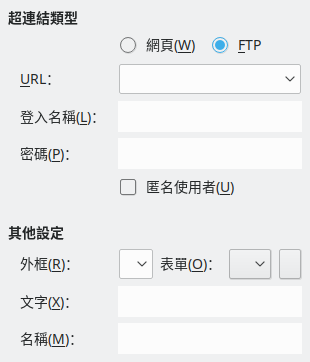 超連結類型
網頁(W) FTP
URL：
登入名稱(L)：
密碼(P)：
匿名使用者(U)
其他設定
外框(R)： 表單(O)：
文字(X)：
名稱(M)：